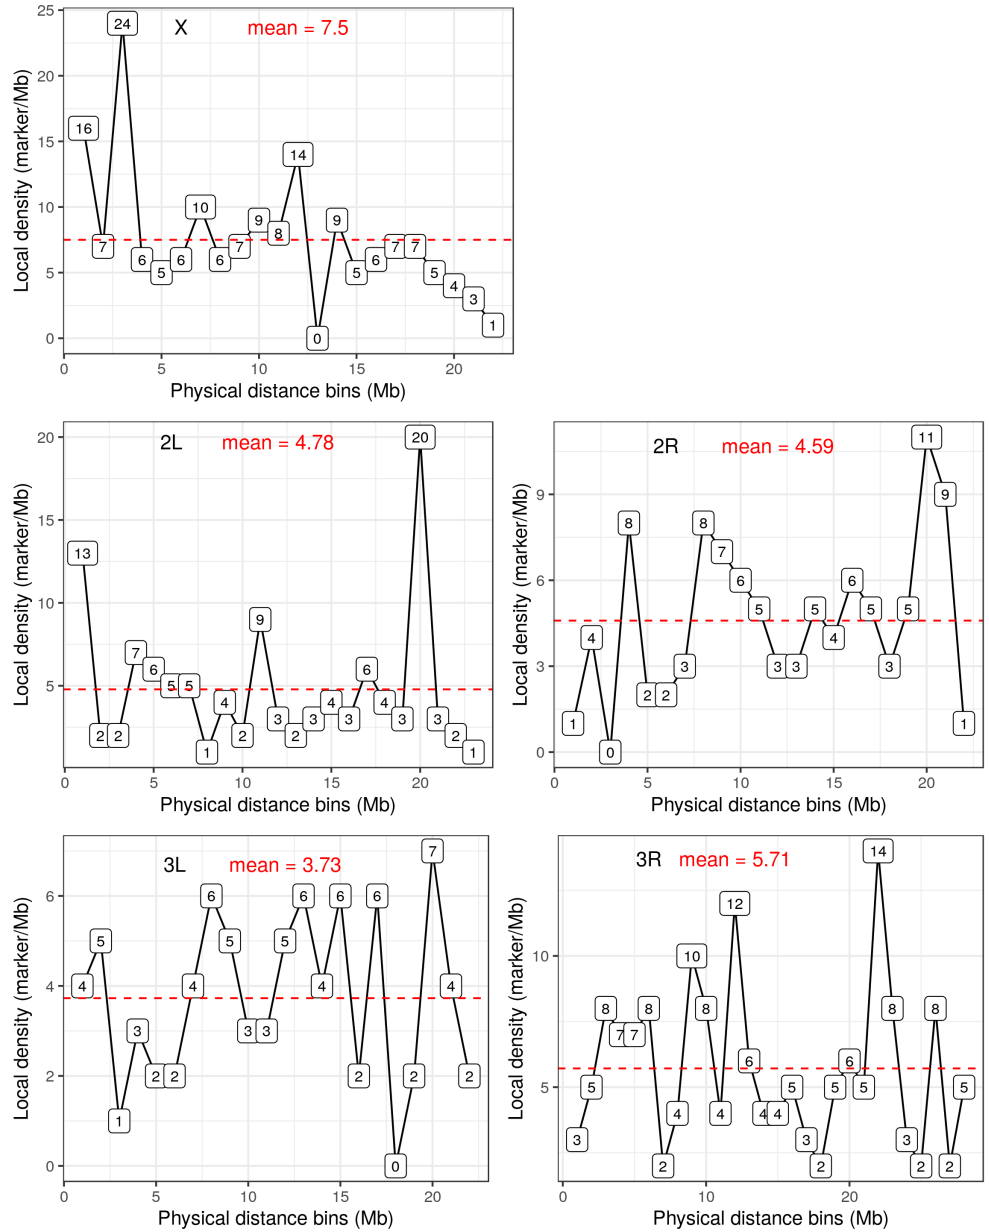 X mean = 7.5
Local density (marker/Mb)
25
20
15
10
5
0
16 7 24 6 5 6 10 6 7 9 8 14 0 9 5 6 7 7 5 4 3 1
0 5 10 15 20
Physical distance bins (Mb)
2L mean = 4.78
Local density (marker/Mb)
20
15
10
5
13 2 2 7 6 5 5 1 4 2 9 3 2 3 4 3 6 4 3 20 3 2 1
0 5 10 15 20
Physical distance bins (Mb)
2R mean = 4.59
Local density (marker/Mb)
9
6
3
0
1 4 0 8 2 2 3 8 7 6 5 3 3 5 4 6 5 3 5 11 9 1
0 5 10 15 20
Physical distance bins (Mb)
3L mean = 3.73
Local density (marker/Mb)
6
4
2
0
4 5 1 3 2 2 4 6 5 3 3 5 6 4 6 2 6 0 2 7 4 2
0 5 10 15 20
Physical distance bins (Mb)
3R mean = 5.71
Local density (marker/Mb)
10
5
3 5 8 7 7 8 2 4 10 8 4 12 6 4 4 5 3 2 5 6 5 14 8 3 2 8 2 5
0 10 20
Physical distance bins (Mb)